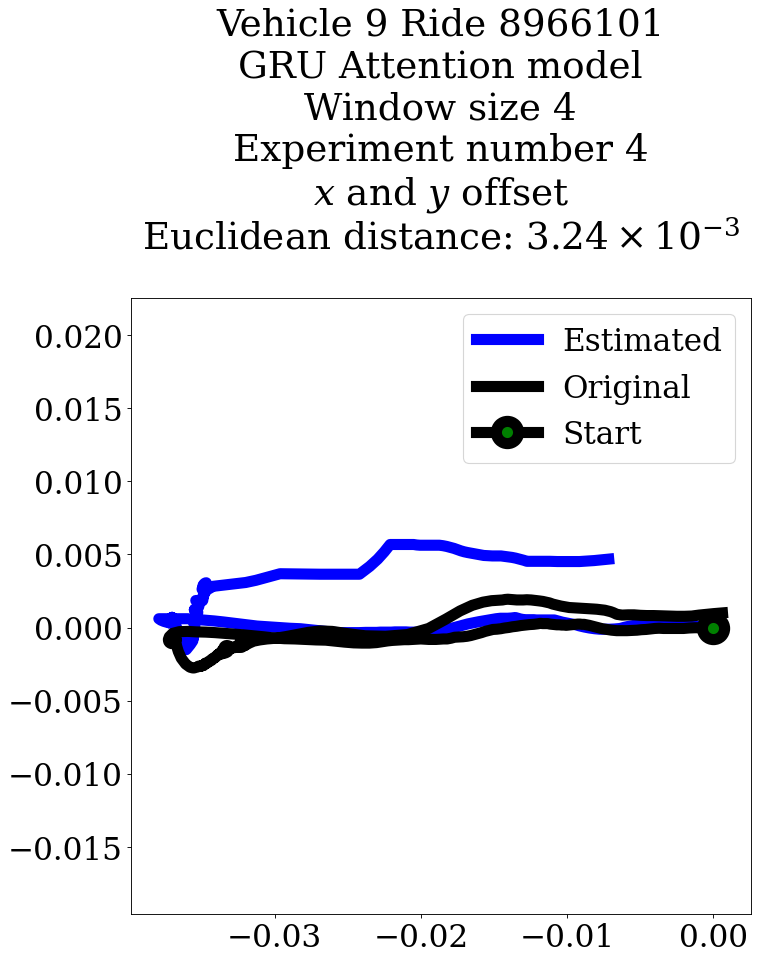 Vehicle 9 Ride 8966101
GRU Attention model
Window size 4
Experiment number 4
x and y offset
Euclidean distance: 3.24 × 10⁻³
Estimated
Original
Start
0.020
0.015
0.010
0.005
0.000
−0.005
−0.010
−0.015
−0.03 −0.02 −0.01 0.00